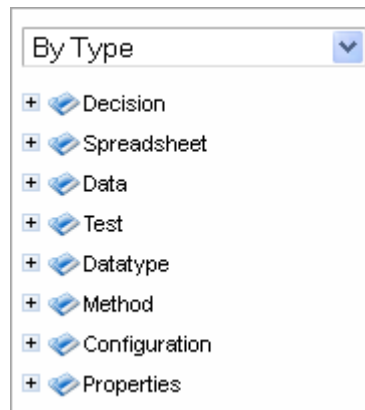 By Type
Decision
Spreadsheet
Data
Test
Datatype
Method
Configuration
Properties